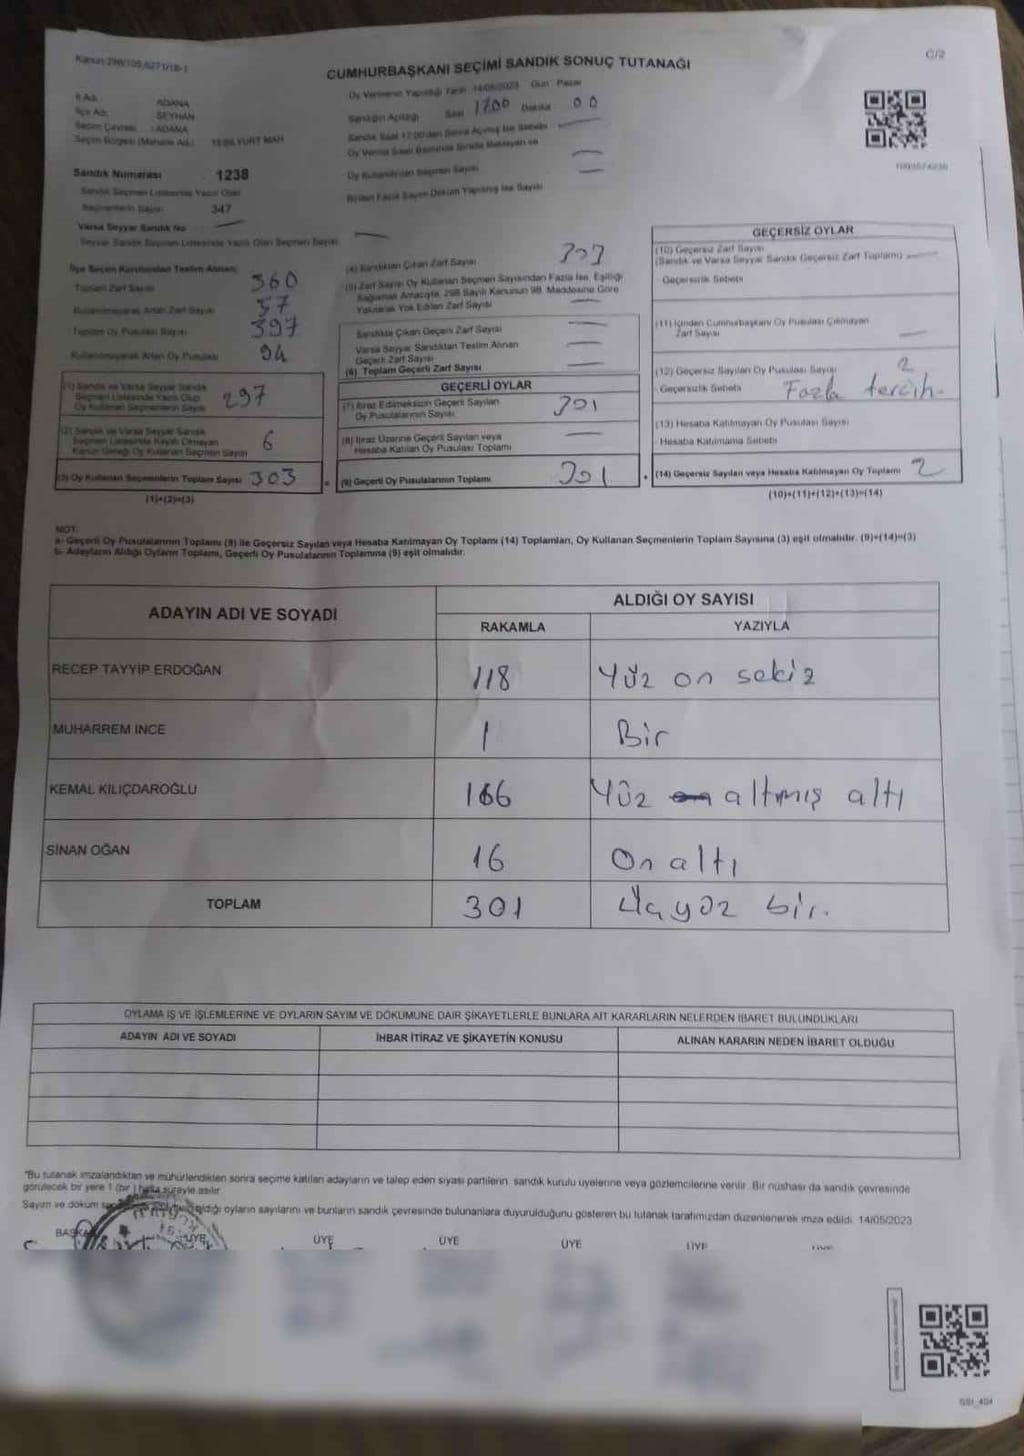 Kanun:298/105,6271/18-1
C/2
CUMHURBAŞKANI SEÇİMİ SANDIK SONUÇ TUTANAĞI
İl Adı: ADANA
İlçe Adı: SEYHAN
Seçim Çevresi: ADANA
Seçim Bölgesi (Mahalle Adı) YURT MAH
Sandık Numarası 1238
Sandık Seçmen Listesinde Yazılı Olan
Seçmenlerin Sayısı 347
Varsa Seyyar Sandık No
Seyyar Sandık Seçmen Listesinde Yazılı Olan Seçmen Sayısı
Oy Vermenin Yapıldığı Tarih 14/05/2023 Gün Pazar
Sandığın Açıldığı Saat 1700 Dakika 00
Sandık Saat 17:00'den Sonra Açılmış İse Sebebi
Oy Verme Saati Bitiminde Sırada Bekleyen ve
Oy Kullandırılan Seçmen Sayısı
Birden Fazla Sayım Döküm Yapılmış İse Sayısı
İlçe Seçim Kurulundan Teslim Alınan;
Toplam Zarf Sayısı 360
Kullanılmayarak Artan Zarf Sayısı 57
Toplam Oy Pusulası Sayısı 397
Kullanılmayarak Artan Oy Pusulası 94
(1) Sandık ve Varsa Seyyar Sandık
Seçmen Listesinde Yazılı Olup
Oy Kullanan Seçmenlerin Sayısı 297
(2) Sandık ve Varsa Seyyar Sandık
Seçmen Listesinde Kayıtlı Olmayan
Kanun Gereği Oy Kullanan Seçmen Sayısı 6
(3) Oy Kullanan Seçmenlerin Toplam Sayısı 303
(1)+(2)=(3)
(4) Sandıktan Çıkan Zarf Sayısı 303
(5) Zarf Sayısı Oy Kullanan Seçmen Sayısından Fazla İse, Eşitliği
Sağlamak Amacıyla, 298 Sayılı Kanunun 98. Maddesine Göre
Yakılarak Yok Edilen Zarf Sayısı
Sandıkta Çıkan Geçerli Zarf Sayısı
Varsa Seyyar Sandıktan Teslim Alınan
Geçerli Zarf Sayısı
(6) Toplam Geçerli Zarf Sayısı
GEÇERLİ OYLAR
(7) İtiraz Edilmeksizin Geçerli Sayılan
Oy Pusulalarının Sayısı 301
(8) İtiraz Üzerine Geçerli Sayılan veya
Hesaba Katılan Oy Pusulası Toplamı
(9) Geçerli Oy Pusulalarının Toplamı 301
GEÇERSİZ OYLAR
(10) Geçersiz Zarf Sayısı
(Sandık ve Varsa Seyyar Sandık Geçersiz Zarf Toplamı)
Geçersizlik Sebebi
(11) İçinden Cumhurbaşkanı Oy Pusulası Çıkmayan
Zarf Sayısı
(12) Geçersiz Sayılan Oy Pusulası Sayısı 2
Geçersizlik Sebebi Fazla tercih.
(13) Hesaba Katılmayan Oy Pusulası Sayısı
Hesaba Katılmama Sebebi
(14) Geçersiz Sayılan veya Hesaba Katılmayan Oy Toplamı 2
(10)+(11)+(12)+(13)=(14)
NOT:
a- Geçerli Oy Pusulalarının Toplamı (9) ile Geçersiz Sayılan veya Hesaba Katılmayan Oy Toplamı (14) Toplamları, Oy Kullanan Seçmenlerin Toplam Sayısına (3) eşit olmalıdır. (9)+(14)=(3)
b- Adayların Aldığı Oyların Toplamı, Geçerli Oy Pusulalarının Toplamına (9) eşit olmalıdır.
ADAYIN ADI VE SOYADI ALDIĞI OY SAYISI
RAKAMLA YAZIYLA
RECEP TAYYİP ERDOĞAN 118 Yüz on sekiz
MUHARREM İNCE 1 Bir
KEMAL KILIÇDAROĞLU 166 Yüz altmış altı
SİNAN OĞAN 16 On altı
TOPLAM 301 Üçyüz bir.
OYLAMA İŞ VE İŞLEMLERİNE VE OYLARIN SAYIM VE DÖKÜMÜNE DAİR ŞİKAYETLERLE BUNLARA AİT KARARLARIN NELERDEN İBARET BULUNDUKLARI
ADAYIN ADI VE SOYADI İHBAR İTİRAZ VE ŞİKAYETİN KONUSU ALINAN KARARIN NEDEN İBARET OLDUĞU
"Bu tutanak imzalandıktan ve mühürlendikten sonra seçime katılan adayların ve talep eden siyasi partilerin sandık kurulu üyelerine veya gözlemcilerine verilir. Bir nüshası da sandık çevresinde
görülecek bir yere 1 (bir) hafta süreyle asılır
Sayım ve döküm oyların sayılarını ve bunların sandık çevresinde bulunanlara duyurulduğunu gösteren bu tutanak tarafımızdan düzenlenerek imza edildi. 14/05/2023
BAŞKAN ÜYE ÜYE ÜYE ÜYE ÜYE